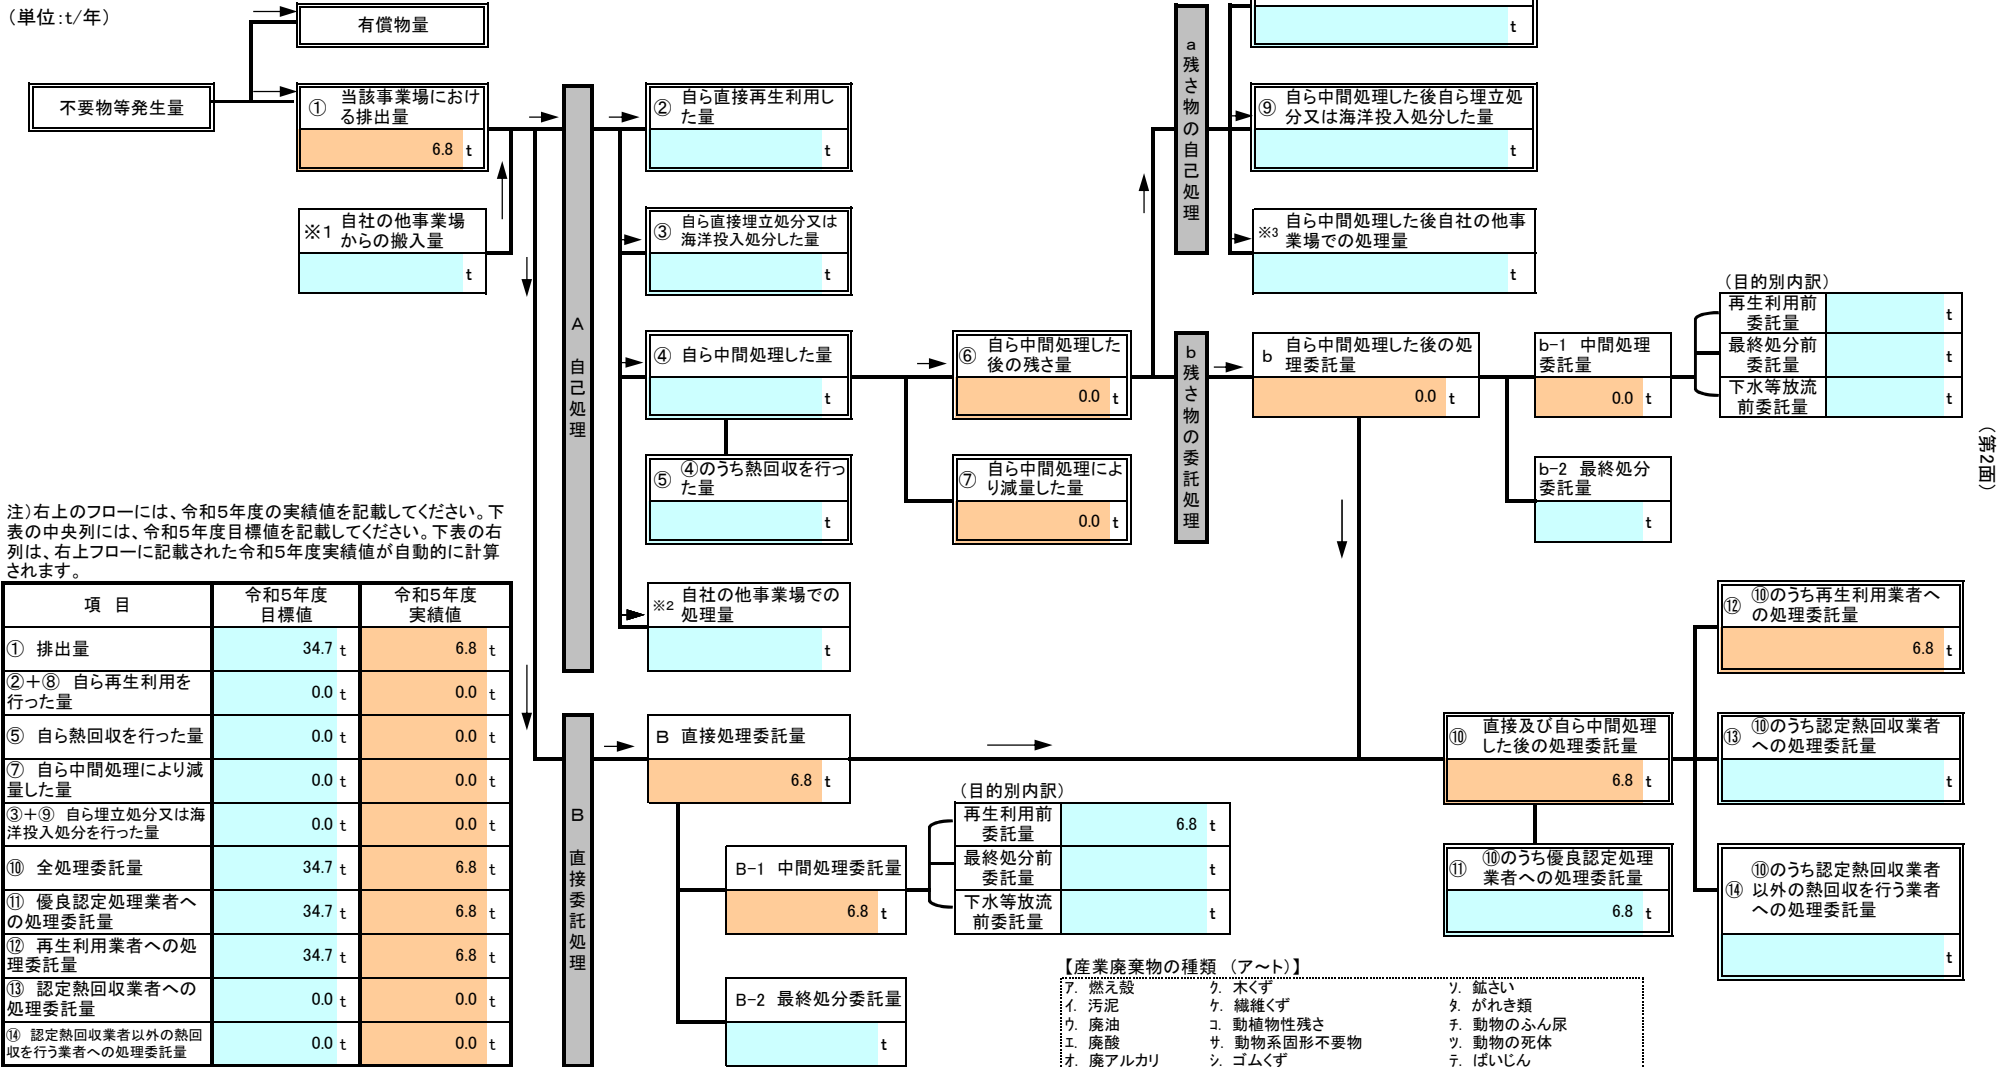 （単位:t/年）
有償物量
不要物等発生量
① 当該事業場におけ
る排出量
6.8 t
※1 自社の他事業場
からの搬入量
t
A 自己処理
② 自ら直接再生利用し
た量
t
③ 自ら直接埋立処分又は
海洋投入処分した量
t
④ 自ら中間処理した量
t
⑤ ④のうち熱回収を行っ
た量
t
※2 自社の他事業場での
処理量
t
⑥ 自ら中間処理した
後の残さ量
0.0 t
⑦ 自ら中間処理によ
り減量した量
0.0 t
a 残さ物の自己処理
t
⑨ 自ら中間処理した後自ら埋立処
分又は海洋投入処分した量
t
※3 自ら中間処理した後自社の他事
業場での処理量
t
b 残さ物の委託処理
b 自ら中間処理した後の処
理委託量
0.0 t
b-1 中間処理
委託量
0.0 t
b-2 最終処分
委託量
t
（目的別内訳）
再生利用前
委託量
t
最終処分前
委託量
t
下水等放流
前委託量
t
（第2面）
注）右上のフローには、令和5年度の実績値を記載してください。下
表の中央列には、令和5年度目標値を記載してください。下表の右
列は、右上フローに記載された令和5年度実績値が自動的に計算
されます。
項 目
令和5年度
目標値
令和5年度
実績値
① 排出量 34.7 t 6.8 t
②+⑧ 自ら再生利用を
行った量 0.0 t 0.0 t
⑤ 自ら熱回収を行った量 0.0 t 0.0 t
⑦ 自ら中間処理により減
量した量 0.0 t 0.0 t
③+⑨ 自ら埋立処分又は海
洋投入処分を行った量 0.0 t 0.0 t
⑩ 全処理委託量 34.7 t 6.8 t
⑪ 優良認定処理業者へ
の処理委託量 34.7 t 6.8 t
⑫ 再生利用業者への処
理委託量 34.7 t 6.8 t
⑬ 認定熱回収業者への
処理委託量 0.0 t 0.0 t
⑭ 認定熱回収業者以外の熱回
収を行う業者への処理委託量 0.0 t 0.0 t
B 直接委託処理
B 直接処理委託量
6.8 t
B-1 中間処理委託量
6.8 t
B-2 最終処分委託量
t
（目的別内訳）
再生利用前
委託量
6.8 t
最終処分前
委託量
t
下水等放流
前委託量
t
⑩ 直接及び自ら中間処理
した後の処理委託量
6.8 t
⑪ ⑩のうち優良認定処理
業者への処理委託量
6.8 t
⑫ ⑩のうち再生利用業者へ
の処理委託量
6.8 t
⑬ ⑩のうち認定熱回収業者
への処理委託量
t
⑭ ⑩のうち認定熱回収業者
以外の熱回収を行う業者
への処理委託量
t
【産業廃棄物の種類 （ア～ト）】
ア. 燃え殻 ク. 木くず ソ. 鉱さい
イ. 汚泥 ケ. 繊維くず タ. がれき類
ウ. 廃油 コ. 動植物性残さ チ. 動物のふん尿
エ. 廃酸 サ. 動物系固形不要物 ツ. 動物の死体
オ. 廃アルカリ シ. ゴムくず テ. ばいじん